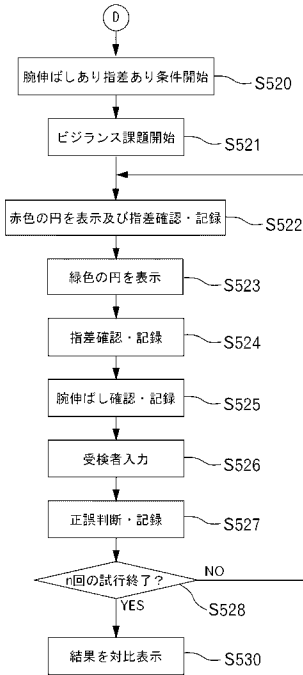 D
腕伸ばしあり指差あり条件開始
S520
ビジランス課題開始
S521
赤色の円を表示及び指差確認・記録
S522
緑色の円を表示
S523
指差確認・記録
S524
腕伸ばし確認・記録
S525
受検者入力
S526
正誤判断・記録
S527
n回の試行終了?
NO
S528
YES
結果を対比表示
S530